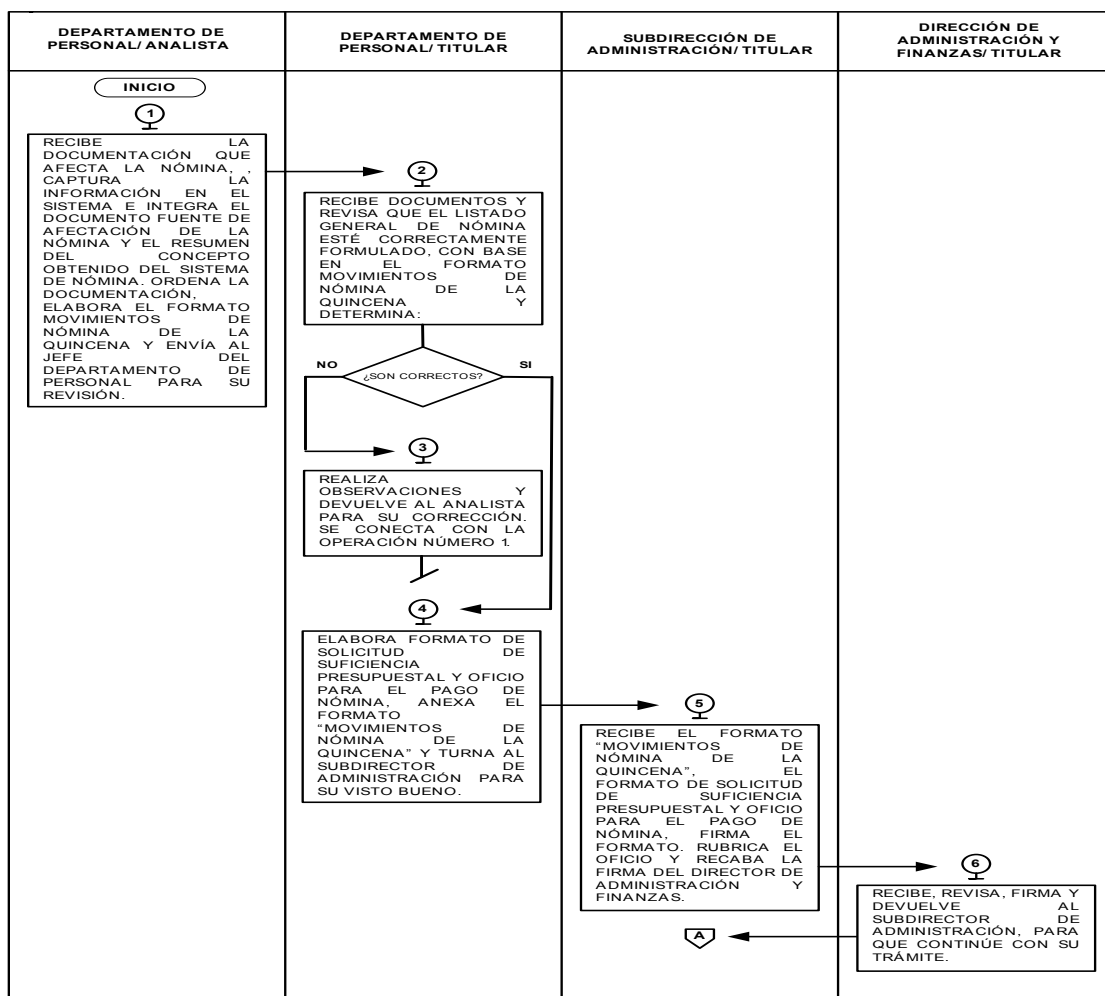 DEPARTAMENTO DE
PERSONAL/ ANALISTA
DEPARTAMENTO DE
PERSONAL/ TITULAR
SUBDIRECCIÓN DE
ADMINISTRACIÓN/ TITULAR
DIRECCIÓN DE
ADMINISTRACIÓN Y
FINANZAS/ TITULAR
INICIO
1
RECIBE LA
DOCUMENTACIÓN QUE
AFECTA LA NÓMINA, ,
CAPTURA LA
INFORMACIÓN EN EL
SISTEMA E INTEGRA EL
DOCUMENTO FUENTE DE
AFECTACIÓN DE LA
NÓMINA Y EL RESUMEN
DEL CONCEPTO
OBTENIDO DEL SISTEMA
DE NÓMINA. ORDENA LA
DOCUMENTACIÓN,
ELABORA EL FORMATO
MOVIMIENTOS DE
NÓMINA DE LA
QUINCENA Y ENVÍA AL
JEFE DEL
DEPARTAMENTO DE
PERSONAL PARA SU
REVISIÓN.
2
RECIBE DOCUMENTOS Y
REVISA QUE EL LISTADO
GENERAL DE NÓMINA
ESTÉ CORRECTAMENTE
FORMULADO, CON BASE
EN EL FORMATO
MOVIMIENTOS DE
NÓMINA DE LA
QUINCENA Y
DETERMINA:
NO
¿SON CORRECTOS?
SI
3
REALIZA
OBSERVACIONES Y
DEVUELVE AL ANALISTA
PARA SU CORRECCIÓN.
SE CONECTA CON LA
OPERACIÓN NÚMERO 1.
4
ELABORA FORMATO DE
SOLICITUD DE
SUFICIENCIA
PRESUPUESTAL Y OFICIO
PARA EL PAGO DE
NÓMINA, ANEXA EL
FORMATO
“MOVIMIENTOS DE
NÓMINA DE LA
QUINCENA” Y TURNA AL
SUBDIRECTOR DE
ADMINISTRACIÓN PARA
SU VISTO BUENO.
5
RECIBE EL FORMATO
“MOVIMIENTOS DE
NÓMINA DE LA
QUINCENA”, EL
FORMATO DE SOLICITUD
DE SUFICIENCIA
PRESUPUESTAL Y OFICIO
PARA EL PAGO DE
NÓMINA, FIRMA EL
FORMATO. RUBRICA EL
OFICIO Y RECABA LA
FIRMA DEL DIRECTOR DE
ADMINISTRACIÓN Y
FINANZAS.
6
RECIBE, REVISA, FIRMA Y
DEVUELVE AL
SUBDIRECTOR DE
ADMINISTRACIÓN, PARA
QUE CONTINÚE CON SU
TRÁMITE.
A